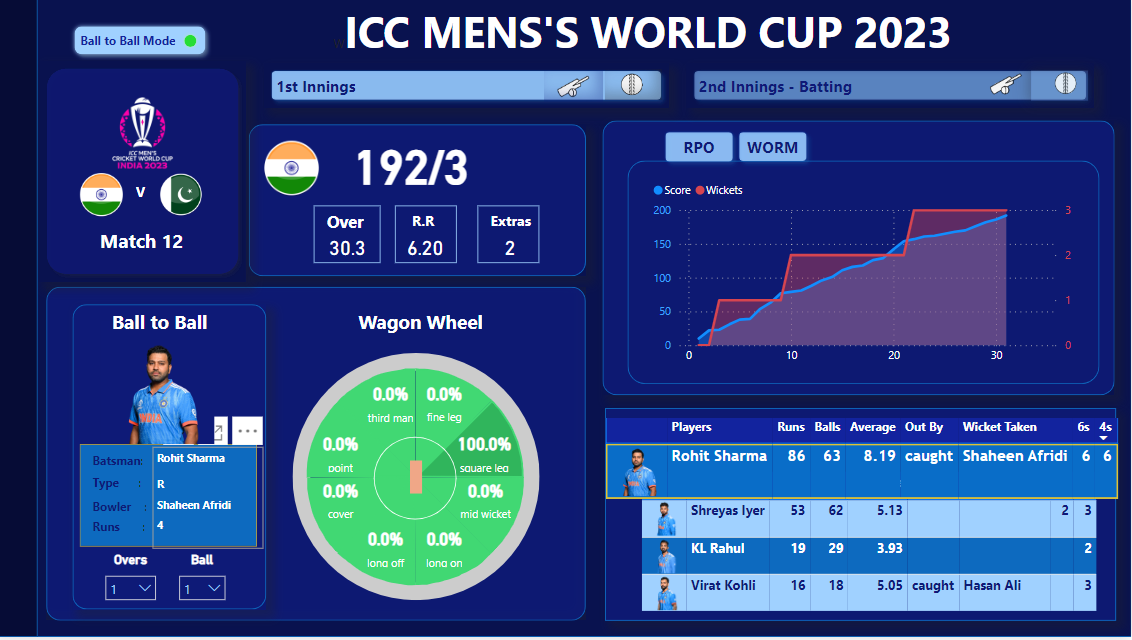 ICC MENS'S WORLD CUP 2023
Ball to Ball Mode
1st Innings
2nd Innings - Batting
ICC MEN'S
CRICKET WORLD CUP
INDIA 2023
V
Match 12
192/3
Over R.R Extras
30.3 6.20 2
RPO WORM
Score Wickets
200 3
150 2
100
50 1
0 0
0 10 20 30
Ball to Ball
Batsman: Rohit Sharma
Type : R
Bowler : Shaheen Afridi
Runs : 4
Overs Ball
1 1
Wagon Wheel
0.0% 0.0%
third man fine leg
0.0% 100.0%
point square leg
0.0% 0.0%
cover mid wicket
0.0% 0.0%
long off long on
Players Runs Balls Average Out By Wicket Taken 6s 4s
Rohit Sharma 86 63 8.19 caught Shaheen Afridi 6 6
Shreyas Iyer 53 62 5.13 2 3
KL Rahul 19 29 3.93 2
Virat Kohli 16 18 5.05 caught Hasan Ali 3